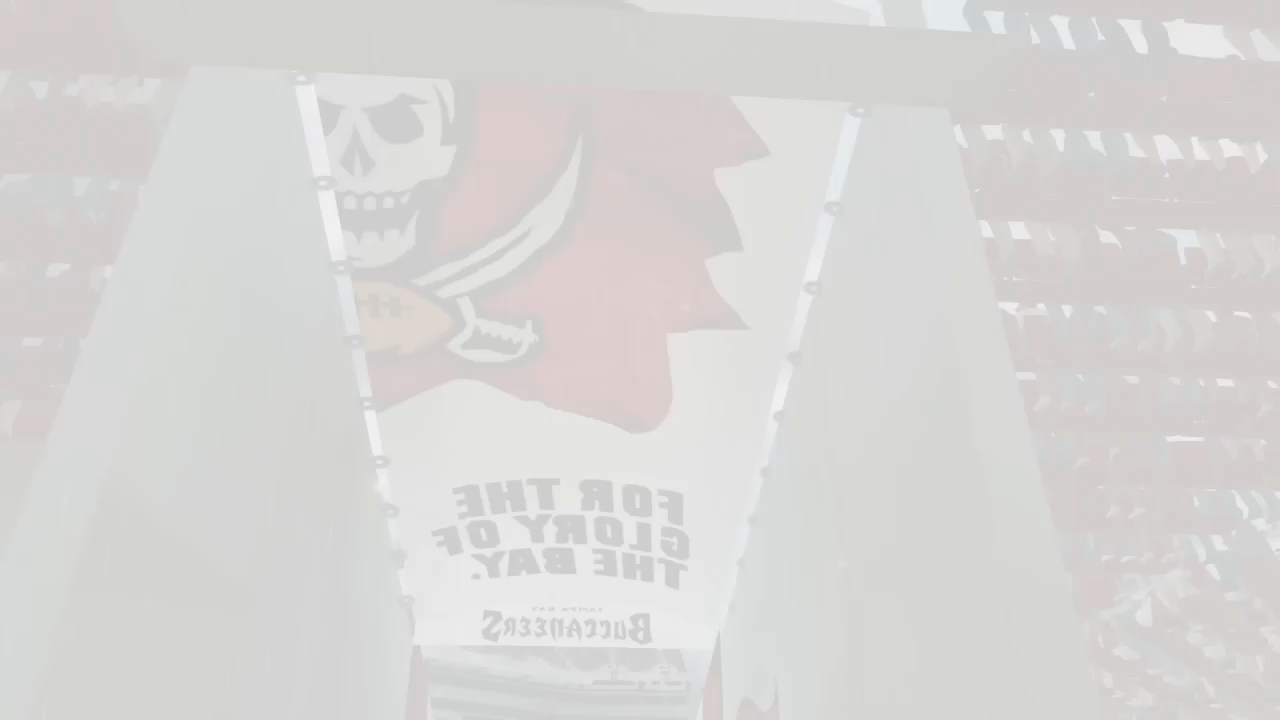 FOR THE
GLORY OF
THE BAY.
TAMPA BAY
BUCCANEERS